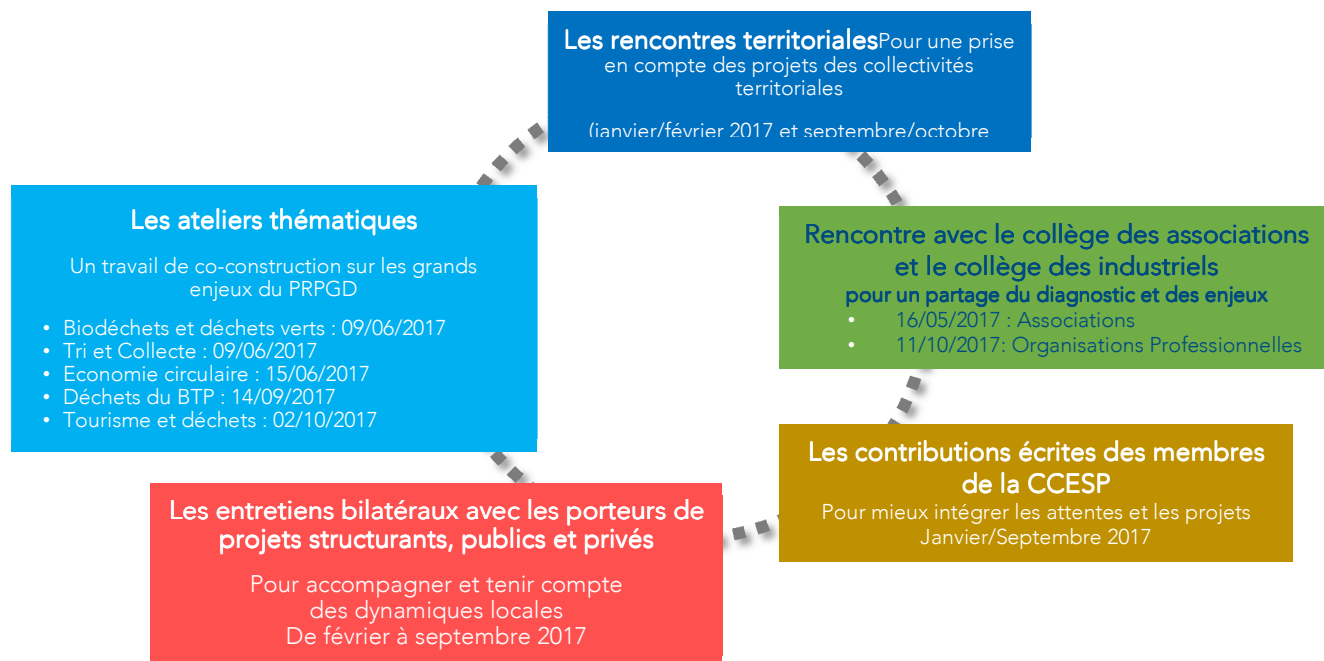 Les rencontres territorialesPour une prise
en compte des projets des collectivités
territoriales
(janvier/février 2017 et septembre/octobre
Les ateliers thématiques
Un travail de co-construction sur les grands
enjeux du PRPGD
• Biodéchets et déchets verts : 09/06/2017
• Tri et Collecte : 09/06/2017
• Economie circulaire : 15/06/2017
• Déchets du BTP : 14/09/2017
• Tourisme et déchets : 02/10/2017
Rencontre avec le collège des associations
et le collège des industriels
pour un partage du diagnostic et des enjeux
• 16/05/2017 : Associations
• 11/10/2017: Organisations Professionnelles
Les contributions écrites des membres
de la CCESP
Pour mieux intégrer les attentes et les projets
Janvier/Septembre 2017
Les entretiens bilatéraux avec les porteurs de
projets structurants, publics et privés
Pour accompagner et tenir compte
des dynamiques locales
De février à septembre 2017